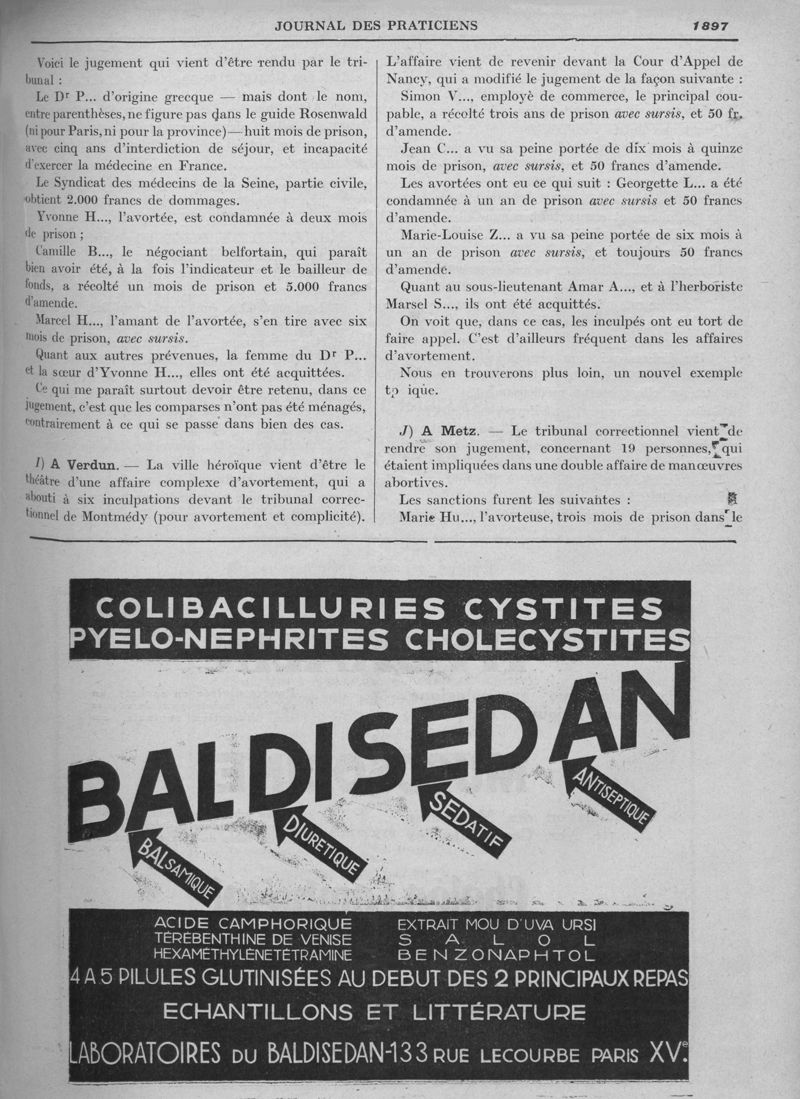 JOURNAL DES PRATICIENS
1897
Voici le jugement qui vient d'être rendu par le tri-
bunal :
Le Dr P... d'origine grecque — mais dont le nom,
entre parenthèses, ne figure pas dans le guide Rosenwald
(ni pour Paris, ni pour la province) — huit mois de prison,
avec cinq ans d'interdiction de séjour, et incapacité
d'exercer la médecine en France.
Le Syndicat des médecins de la Seine, partie civile,
obtient 2.000 francs de dommages.
Yvonne H..., l'avortée, est condamnée à deux mois
de prison ;
Camille B..., le négociant belfortain, qui paraît
bien avoir été, à la fois l'indicateur et le bailleur de
fonds, a récolté un mois de prison et 5.000 francs
d'amende.
Marcel H..., l'amant de l'avortée, s'en tire avec six
mois de prison, avec sursis.
Quant aux autres prévenues, la femme du Dr P...
et la sœur d'Yvonne H..., elles ont été acquittées.
Ce qui me paraît surtout devoir être retenu, dans ce
jugement, c'est que les comparses n'ont pas été ménagés,
contrairement à ce qui se passe dans bien des cas.
I) A Verdun. — La ville héroïque vient d'être le
théâtre d'une affaire complexe d'avortement, qui a
abouti à six inculpations devant le tribunal correc-
tionnel de Montmédy (pour avortement et complicité).
L'affaire vient de revenir devant la Cour d'Appel de
Nancy, qui a modifié le jugement de la façon suivante :
Simon V..., employè de commerce, le principal cou-
pable, a récolté trois ans de prison avec sursis, et 50 fr.
d'amende.
Jean C... a vu sa peine portée de dix mois à quinze
mois de prison, avec sursis, et 50 francs d'amende.
Les avortées ont eu ce qui suit : Georgette L... a été
condamnée à un an de prison avec sursis et 50 francs
d'amende.
Marie-Louise Z... a vu sa peine portée de six mois à
un an de prison avec sursis, et toujours 50 francs
d'amende.
Quant au sous-lieutenant Amar A..., et à l'herboriste
Marsel S..., ils ont été acquittés.
On voit que, dans ce cas, les inculpés ont eu tort de
faire appel. C'est d'ailleurs fréquent dans les affaires
d'avortement.
Nous en trouverons plus loin, un nouvel exemple
J) A Metz. — Le tribunal correctionnel vient de
rendre son jugement, concernant 19 personnes, qui
étaient impliquées dans une double affaire de manœuvres
abortives.
Les sanctions furent les suivantes :
Marie Hu..., l'avorteuse, trois mois de prison dans le
COLIBACILLURIES CYSTITES
PYELO-NEPHRITES CHOLECYSTITES
BALDISEDAN
BALSAMIQUE
DIURETIQUE
SEDATIF
ANTISEPTIQUE
ACIDE CAMPHORIQUE
TÉRÉBENTHINE DE VENISE
HEXAMÉTHYLÈNETÉTRAMINE
EXTRAIT MOU D'UVA URSI
SALOL
BENZONAPHTOL
4 A 5 PILULES GLUTINISÉES AU DEBUT DES 2 PRINCIPAUX REPAS
ECHANTILLONS ET LITTÉRATURE
LABORATOIRES DU BALDISEDAN-133 RUE LECOURBE PARIS XVe.